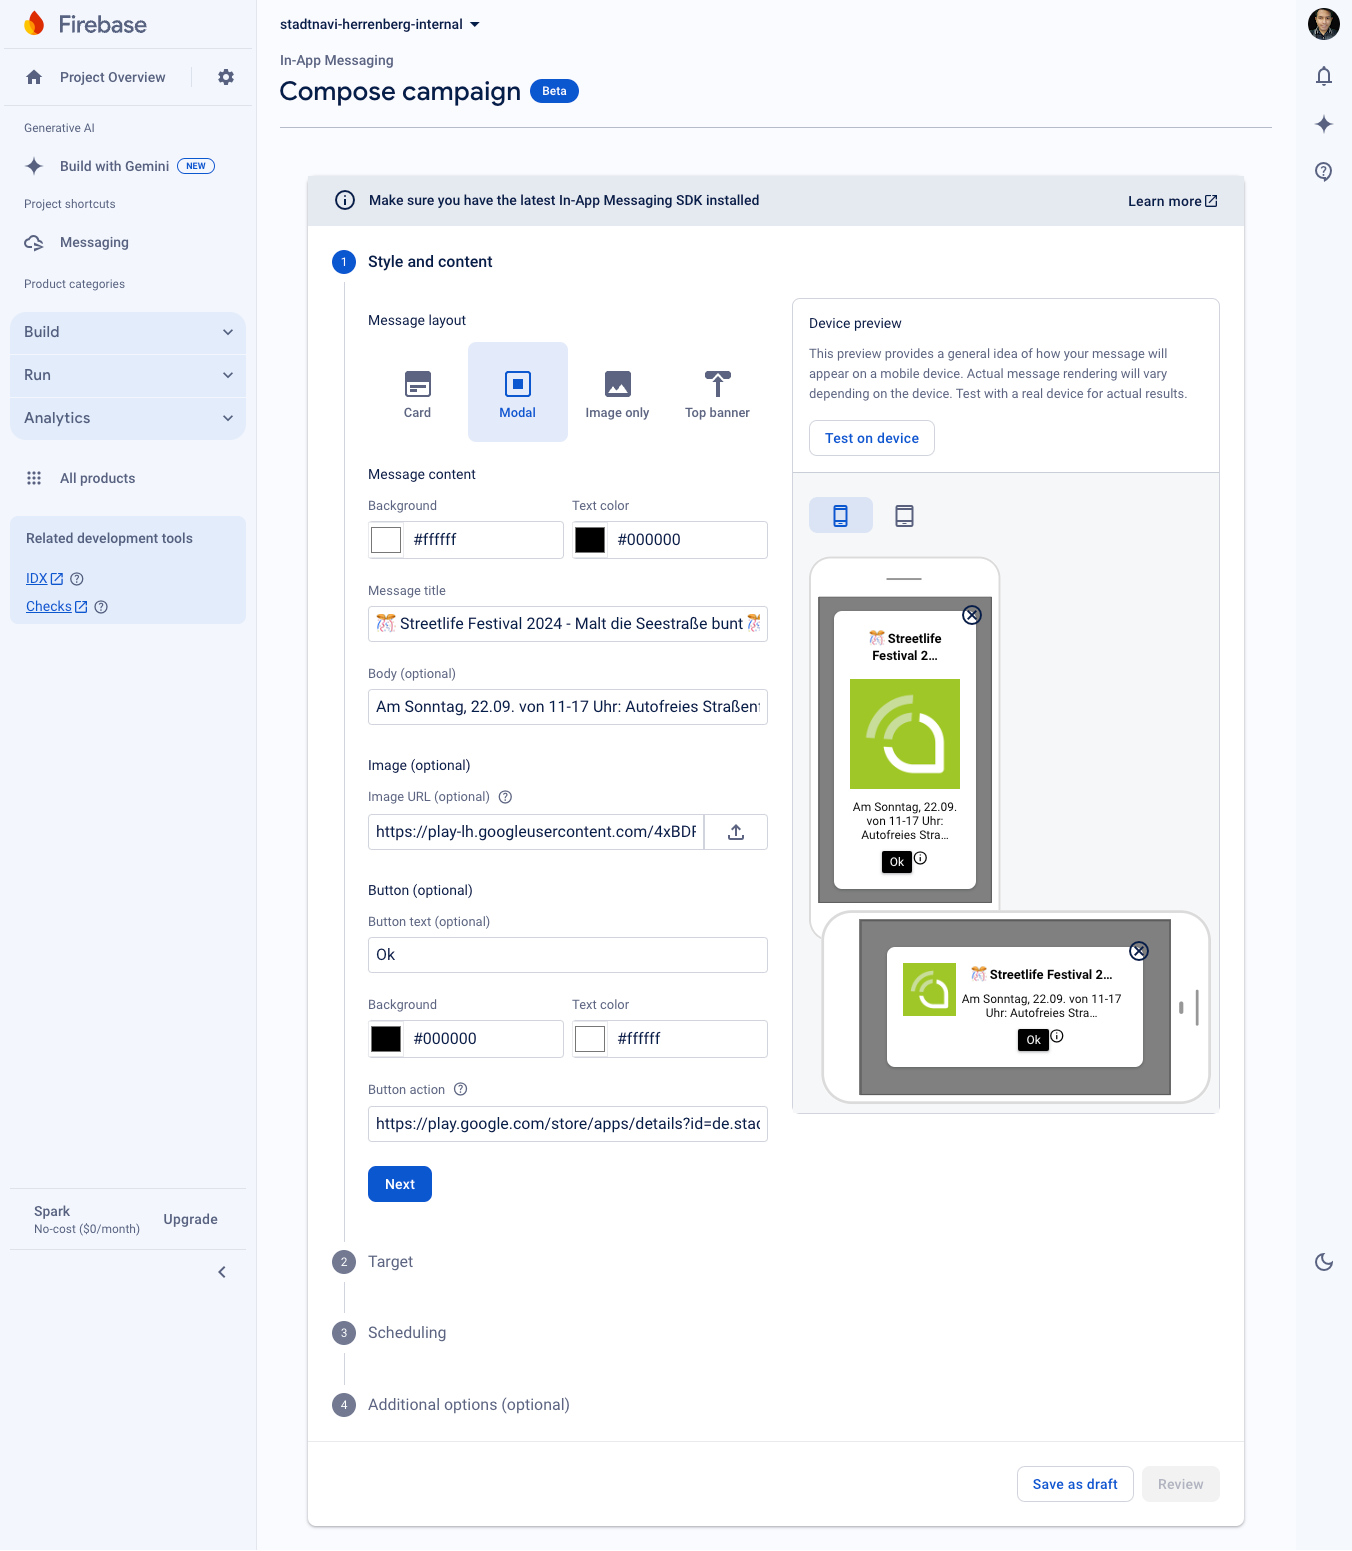 Firebase
Project Overview
Generative AI
Build with Gemini NEW
Project shortcuts
Messaging
Product categories
Build
Run
Analytics
All products
Related development tools
IDX
Checks
Spark
No-cost ($0/month)
Upgrade
stadtnavi-herrenberg-internal
In-App Messaging
Compose campaign Beta
Make sure you have the latest In-App Messaging SDK installed
Learn more
1 Style and content
Message layout
Card
Modal
Image only
Top banner
Message content
Background
Text color
#ffffff
#000000
Message title
🎊 Streetlife Festival 2024 - Malt die Seestraße bunt 🎊
Body (optional)
Am Sonntag, 22.09. von 11-17 Uhr: Autofreies Straßenf
Image (optional)
Image URL (optional)
https://play-lh.googleusercontent.com/4xBDF
Button (optional)
Button text (optional)
Ok
Background
Text color
#000000
#ffffff
Button action
https://play.google.com/store/apps/details?id=de.stad
Next
Device preview
This preview provides a general idea of how your message will
appear on a mobile device. Actual message rendering will vary
depending on the device. Test with a real device for actual results.
Test on device
🎊 Streetlife
Festival 2...
Am Sonntag, 22.09.
von 11-17 Uhr:
Autofreies Stra...
Ok
🎊 Streetlife Festival 2...
Am Sonntag, 22.09. von 11-17
Uhr: Autofreies Stra...
Ok
2 Target
3 Scheduling
4 Additional options (optional)
Save as draft
Review